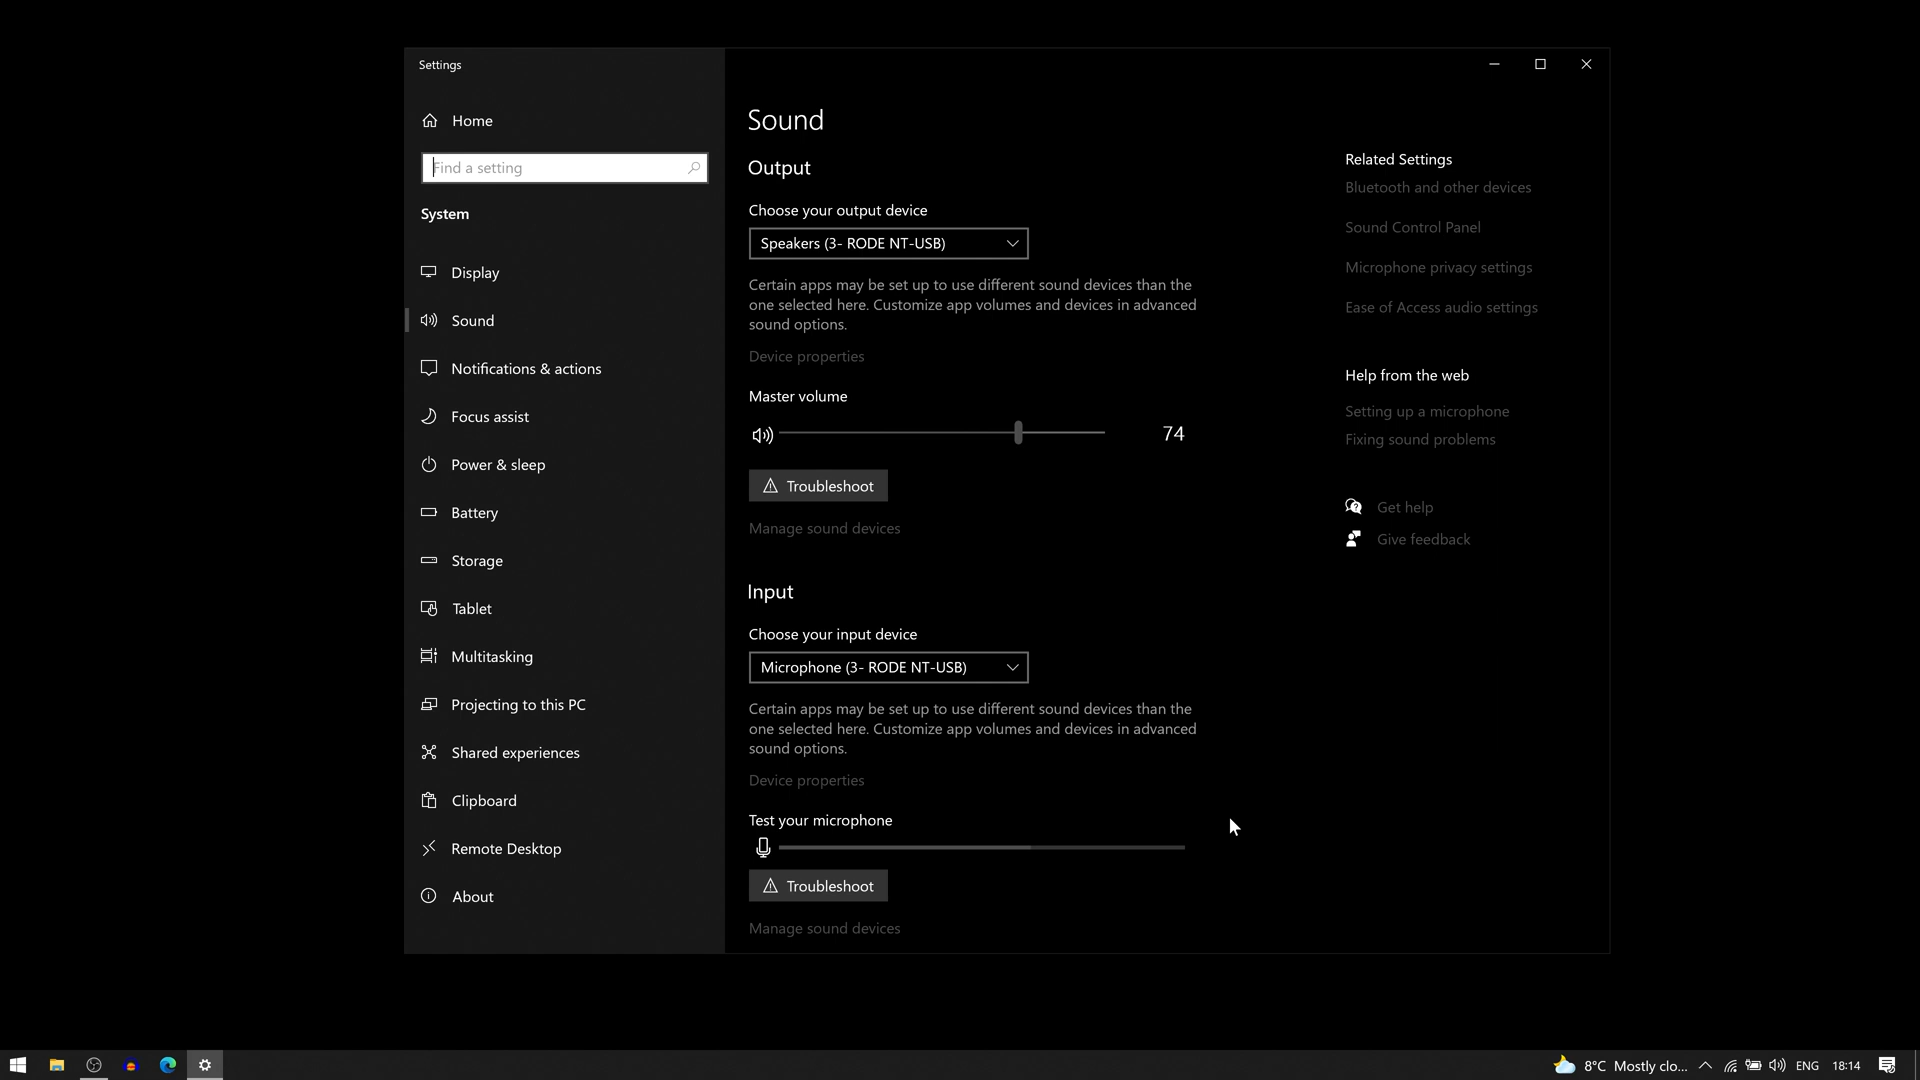 Settings
Home
Find a setting
System
Display
Sound
Notifications & actions
Focus assist
Power & sleep
Battery
Storage
Tablet
Multitasking
Projecting to this PC
Shared experiences
Clipboard
Remote Desktop
About
Sound
Output
Choose your output device
Speakers (3- RODE NT-USB)
Certain apps may be set up to use different sound devices than the
one selected here. Customize app volumes and devices in advanced
sound options.
Device properties
Master volume
74
Troubleshoot
Manage sound devices
Input
Choose your input device
Microphone (3- RODE NT-USB)
Certain apps may be set up to use different sound devices than the
one selected here. Customize app volumes and devices in advanced
sound options.
Device properties
Test your microphone
Troubleshoot
Manage sound devices
Related Settings
Bluetooth and other devices
Sound Control Panel
Microphone privacy settings
Ease of Access audio settings
Help from the web
Setting up a microphone
Fixing sound problems
Get help
Give feedback
8°C Mostly clo... ENG 18:14